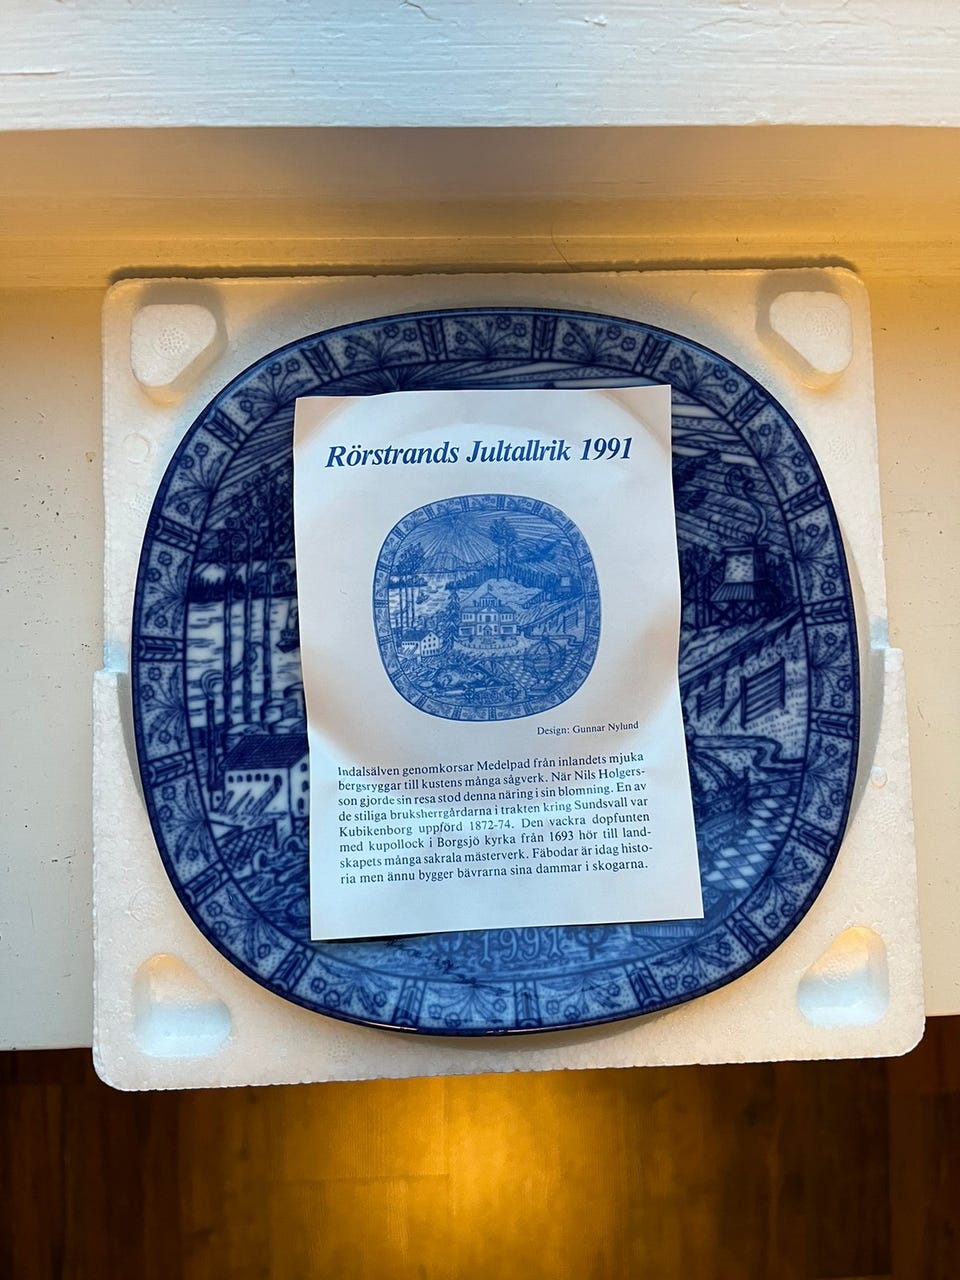 Rörstrands Jultallrik 1991
Design: Gunnar Nylund
Indalsälven genomkorsar Medelpad från inlandets mjuka
bergsryggar till kustens många sågverk. När Nils Holgers-
son gjorde sin resa stod denna näring i sin blomning. En av
de stiliga bruksherrgårdarna i trakten kring Sundsvall var
Kubikenborg uppförd 1872-74. Den vackra dopfunten
med kupollock i Borgsjö kyrka från 1693 hör till land-
skapets många sakrala mästerverk. Fäbodar är idag histo-
ria men ännu bygger bävrarna sina dammar i skogarna.
1991